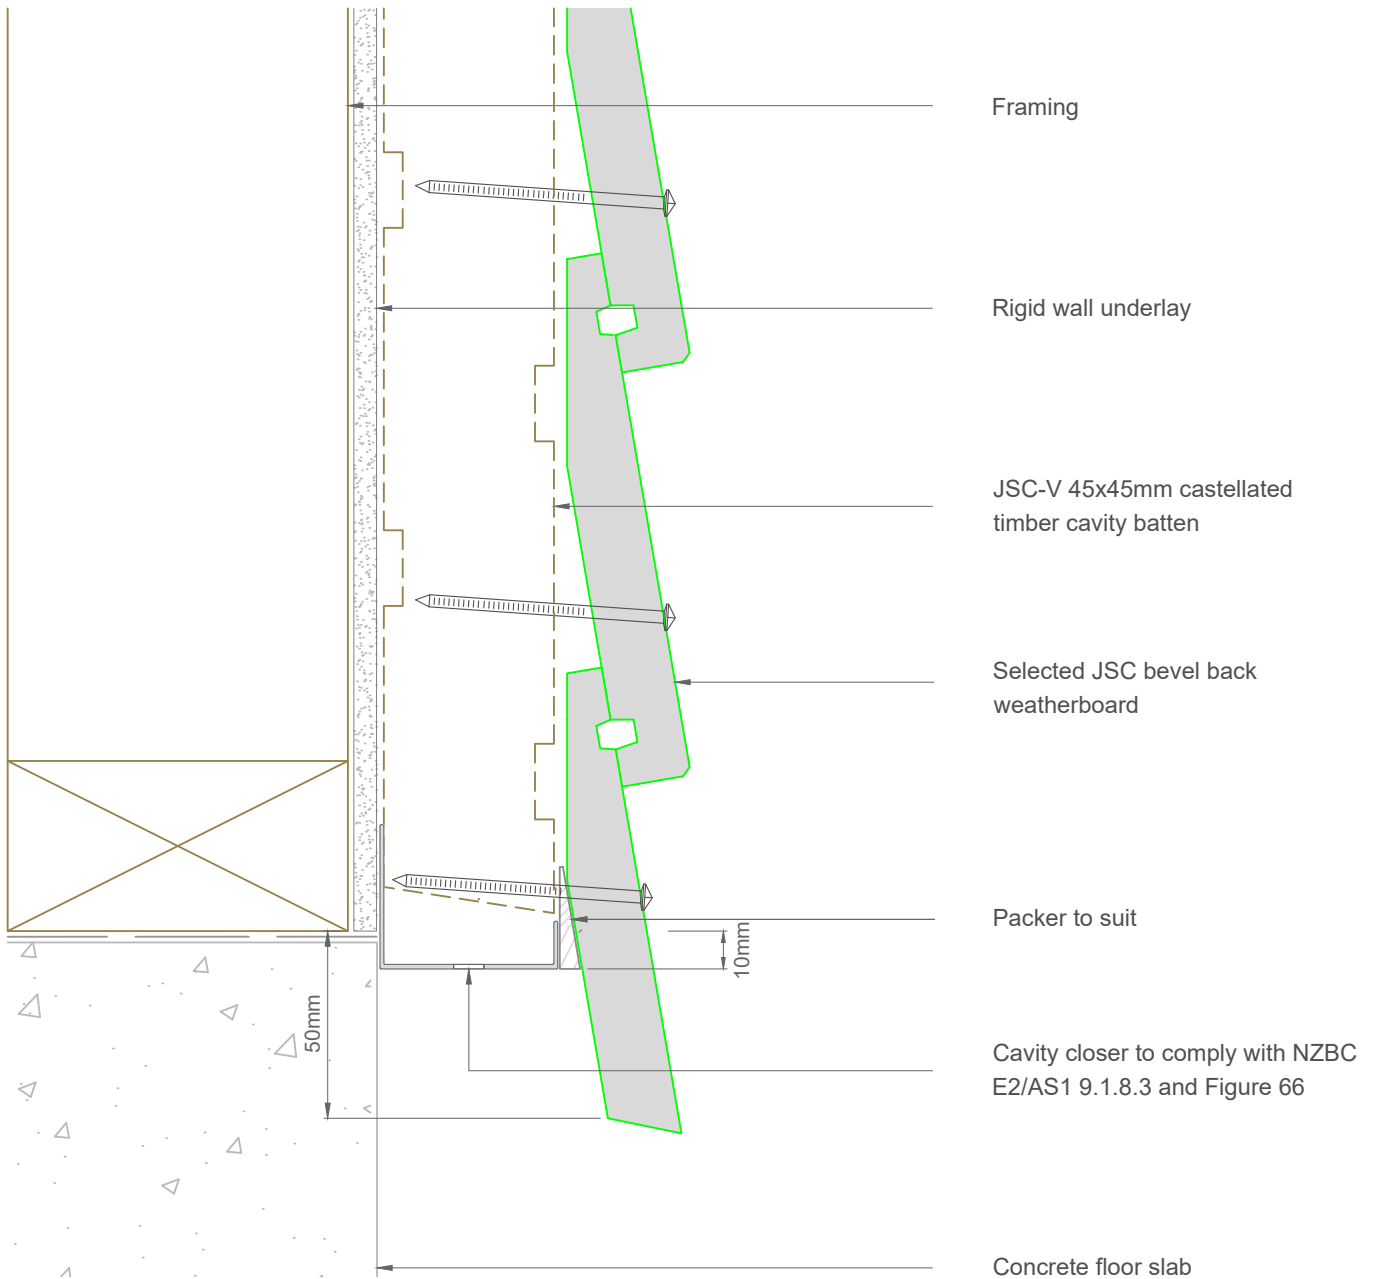 Framing
Rigid wall underlay
JSC-V 45x45mm castellated
timber cavity batten
Selected JSC bevel back
weatherboard
Packer to suit
10mm
50mm
Cavity closer to comply with NZBC
E2/AS1 9.1.8.3 and Figure 66
Concrete floor slab